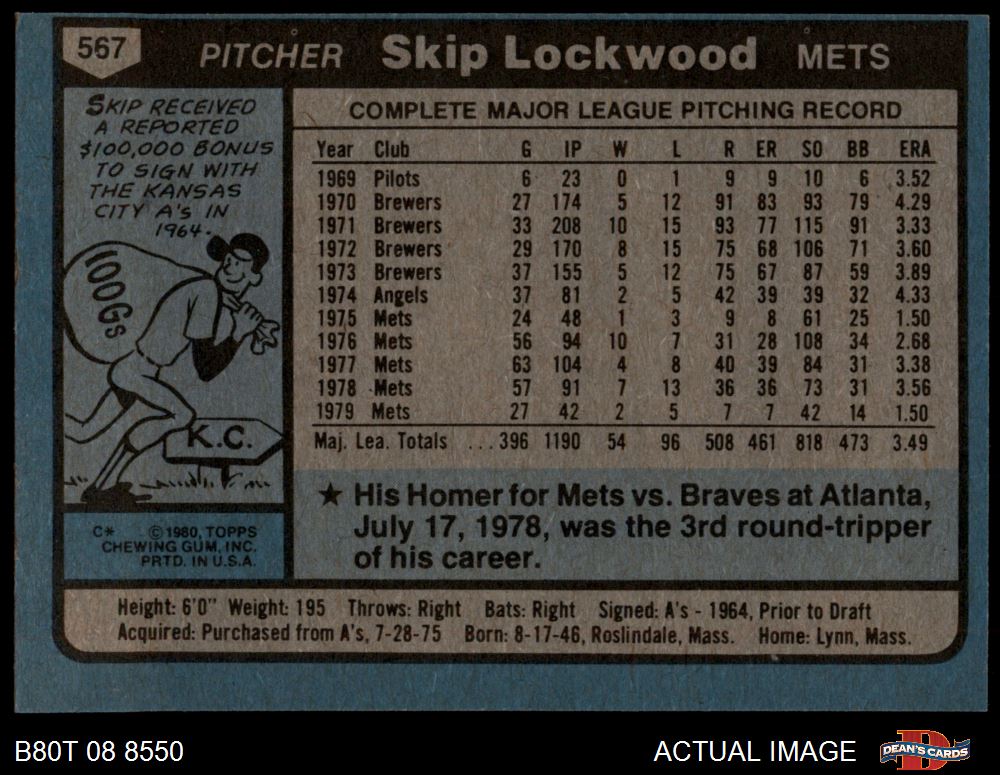 567 PITCHER Skip Lockwood METS
SKIP RECEIVED
A REPORTED
$100,000 BONUS
TO SIGN WITH
THE KANSAS
CITY A'S IN
1964.
100GS
K.C.
C* ©1980, TOPPS
CHEWING GUM, INC.
PRTD. IN U.S.A.
COMPLETE MAJOR LEAGUE PITCHING RECORD
Year Club G IP W L R ER SO BB ERA
1969 Pilots 6 23 0 1 9 9 10 6 3.52
1970 Brewers 27 174 5 12 91 83 93 79 4.29
1971 Brewers 33 208 10 15 93 77 115 91 3.33
1972 Brewers 29 170 8 15 75 68 106 71 3.60
1973 Brewers 37 155 5 12 75 67 87 59 3.89
1974 Angels 37 81 2 5 42 39 39 32 4.33
1975 Mets 24 48 1 3 9 8 61 25 1.50
1976 Mets 56 94 10 7 31 28 108 34 2.68
1977 Mets 63 104 4 8 40 39 84 31 3.38
1978 Mets 57 91 7 13 36 36 73 31 3.56
1979 Mets 27 42 2 5 7 7 42 14 1.50
Maj. Lea. Totals ... 396 1190 54 96 508 461 818 473 3.49
★ His Homer for Mets vs. Braves at Atlanta,
July 17, 1978, was the 3rd round-tripper
of his career.
Height: 6'0" Weight: 195 Throws: Right Bats: Right Signed: A's - 1964, Prior to Draft
Acquired: Purchased from A's, 7-28-75 Born: 8-17-46, Roslindale, Mass. Home: Lynn, Mass.
B80T 08 8550 ACTUAL IMAGE DEAN'S CARDS